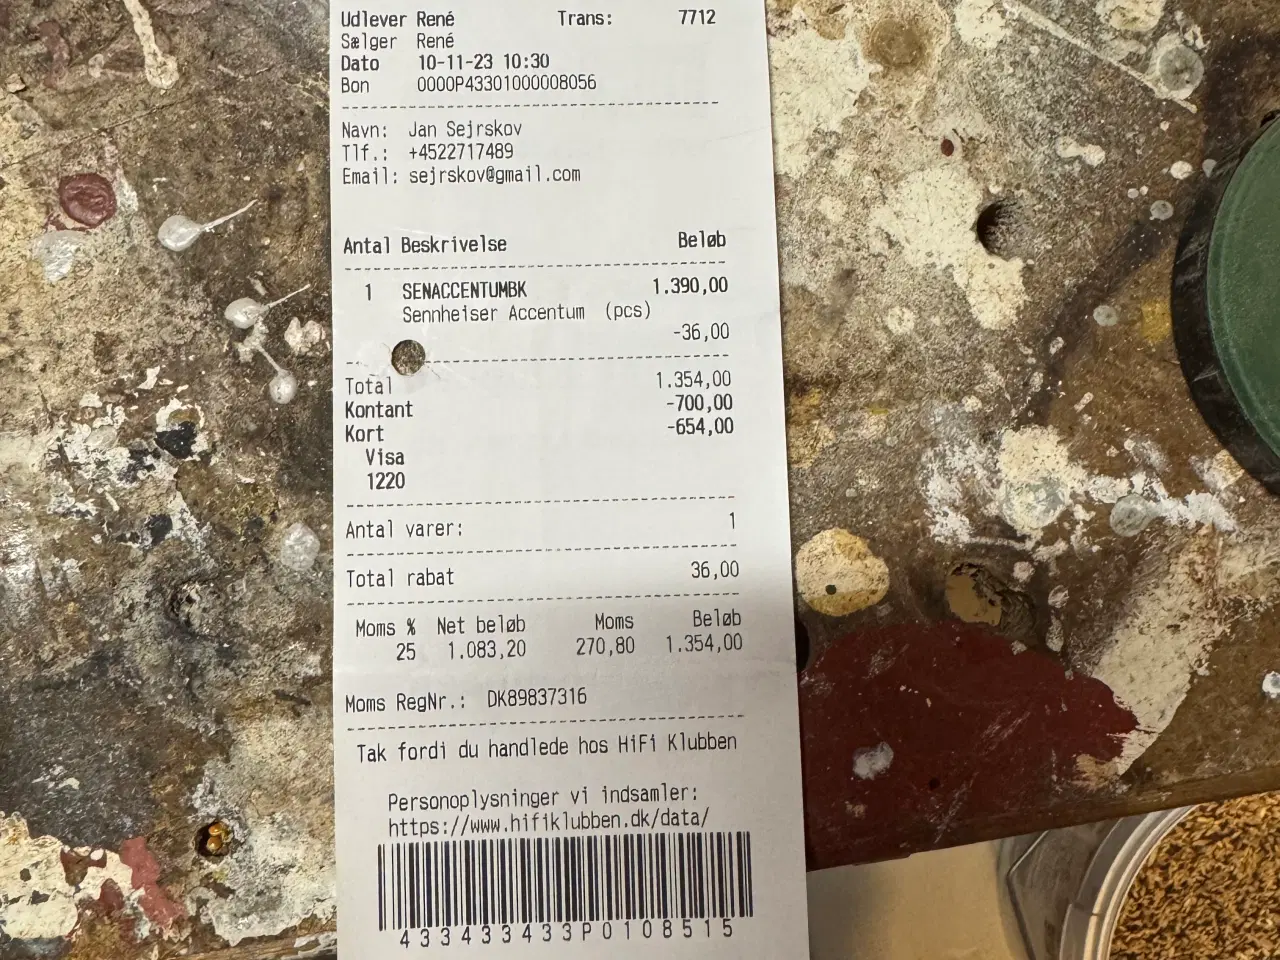 Udlever René Trans: 7712
Sælger René
Dato 10-11-23 10:30
Bon 0000P43301000008056
Navn: Jan Sejrskov
Tlf.: +4522717489
Email: sejrskov@gmail.com
Antal Beskrivelse Beløb
1 SENACCENTUMBK 1.390,00
Sennheiser Accentum (pcs)
-36,00
Total 1.354,00
Kontant -700,00
Kort -654,00
Visa
1220
Antal varer: 1
Total rabat 36,00
Moms % Net beløb Moms Beløb
25 1.083,20 270,80 1.354,00
Moms RegNr.: DK89837316
Tak fordi du handlede hos HiFi Klubben
Personoplysninger vi indsamler:
https://www.hifiklubben.dk/data/
433433433P0108515